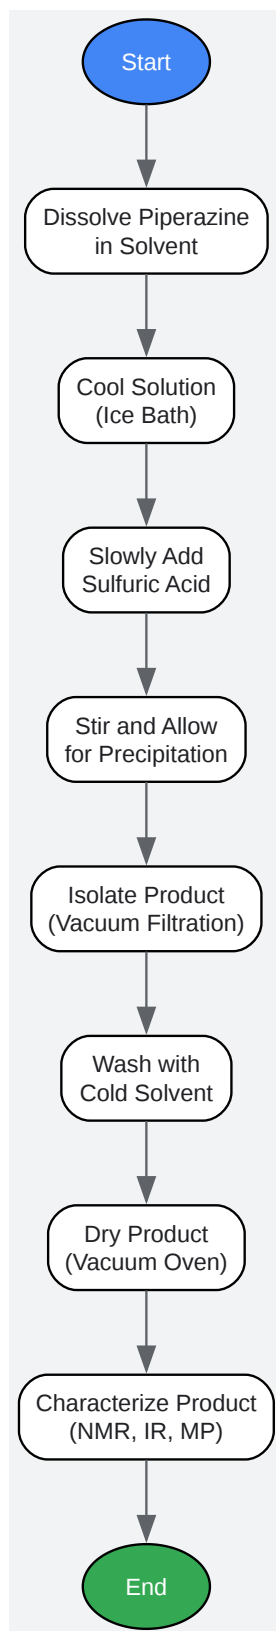 Start
Dissolve Piperazine
in Solvent
Cool Solution
(Ice Bath)
Slowly Add
Sulfuric Acid
Stir and Allow
for Precipitation
Isolate Product
(Vacuum Filtration)
Wash with
Cold Solvent
Dry Product
(Vacuum Oven)
Characterize Product
(NMR, IR, MP)
End